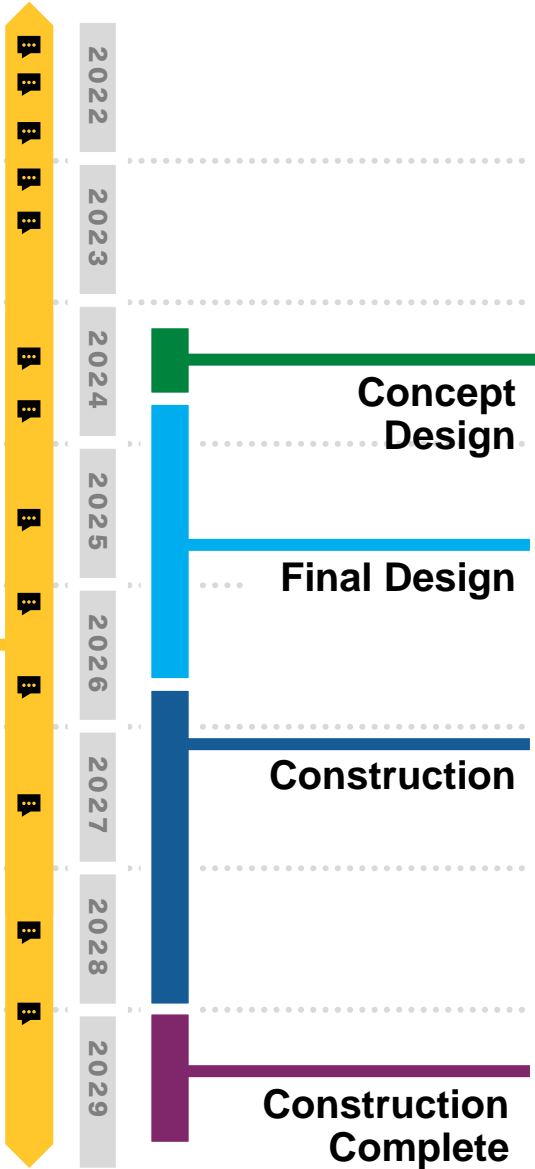 2022
2023
2024
Concept
Design
2025
Final Design
2026
Construction
2027
2028
2029
Construction
Complete